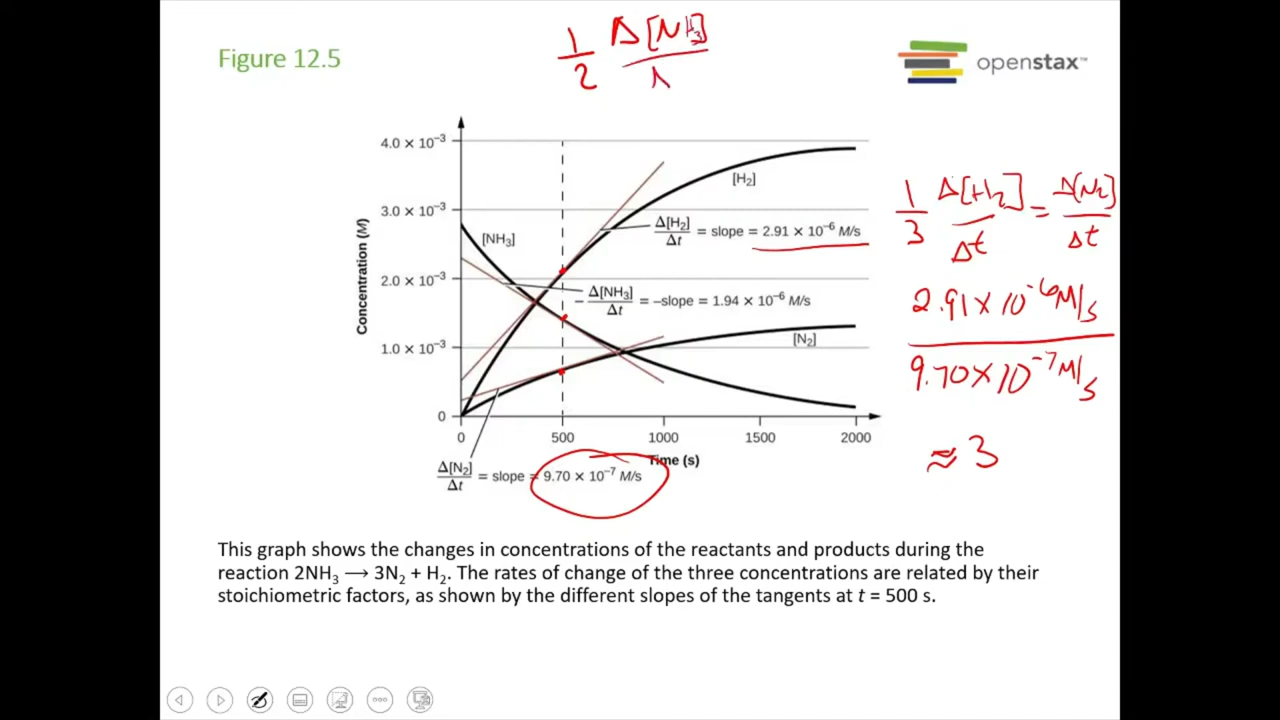 Figure 12.5
1/2 Δ[NH₃]/
openstax™
4.0 × 10⁻³
3.0 × 10⁻³
2.0 × 10⁻³
1.0 × 10⁻³
0
Concentration (M)
[H₂]
[NH₃]
Δ[H₂]/Δt = slope = 2.91 × 10⁻⁶ M/s
− Δ[NH₃]/Δt = –slope = 1.94 × 10⁻⁶ M/s
[N₂]
0 500 1000 1500 2000
Time (s)
Δ[N₂]/Δt = slope = 9.70 × 10⁻⁷ M/s
1/3 Δ[H₂]/Δt = Δ[N₂]/Δt
2.91 × 10⁻⁶ M/s
9.70 × 10⁻⁷ M/s
≈ 3
This graph shows the changes in concentrations of the reactants and products during the
reaction 2NH₃ ⟶ 3N₂ + H₂. The rates of change of the three concentrations are related by their
stoichiometric factors, as shown by the different slopes of the tangents at t = 500 s.